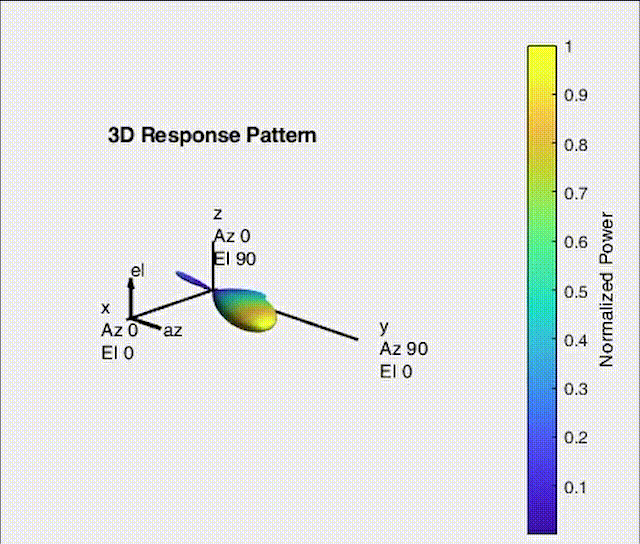 3D Response Pattern
z
Az 0
El 90
el
x
Az 0
El 0
az
y
Az 90
El 0
1
0.9
0.8
0.7
0.6
0.5
0.4
0.3
0.2
0.1
Normalized Power